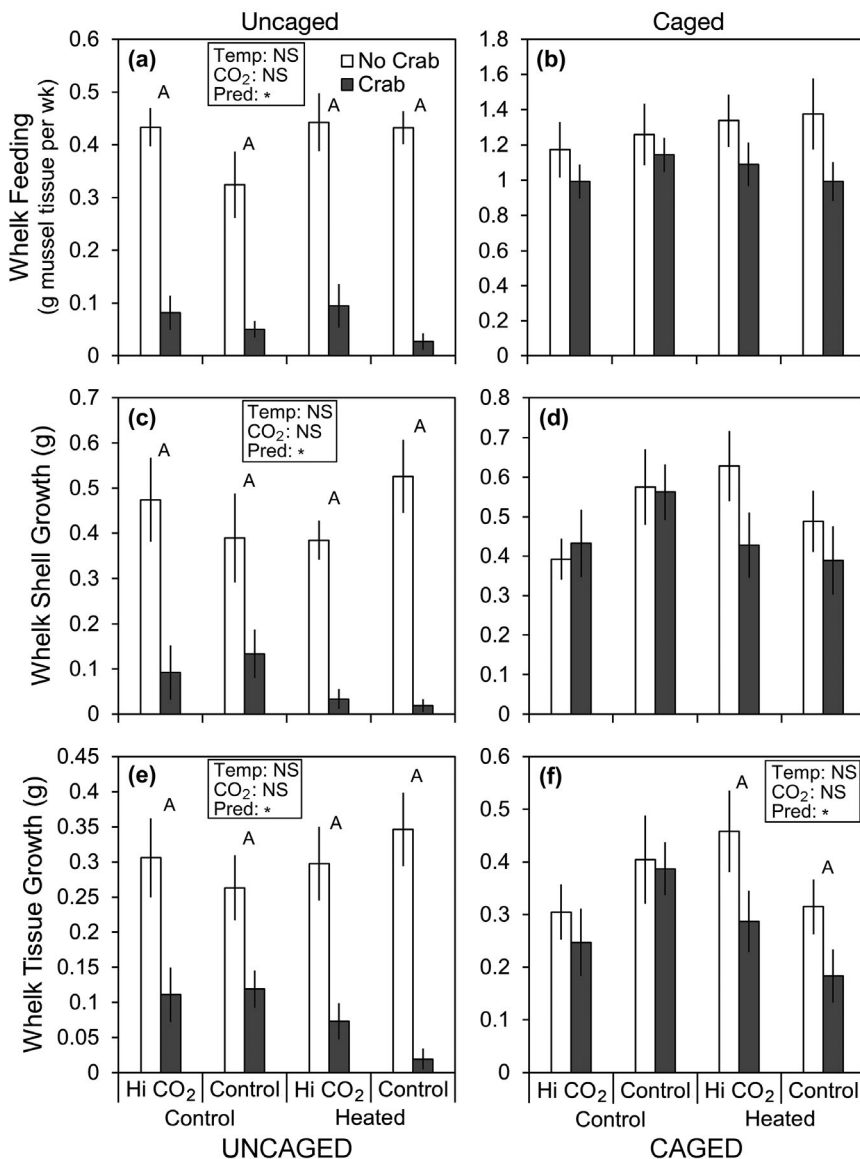 Uncaged
Caged
(a)
Temp: NS
CO2: NS
Pred: *
No Crab
Crab
A
A
A
A
Whelk Feeding
(g mussel tissue per wk)
0.6
0.5
0.4
0.3
0.2
0.1
0
(b)
1.8
1.6
1.4
1.2
1
0.8
0.6
0.4
0.2
0
(c)
Temp: NS
CO2: NS
Pred: *
A
A
A
A
Whelk Shell Growth (g)
0.7
0.6
0.5
0.4
0.3
0.2
0.1
0
(d)
0.8
0.7
0.6
0.5
0.4
0.3
0.2
0.1
0
(e)
Temp: NS
CO2: NS
Pred: *
A
A
A
A
Whelk Tissue Growth (g)
0.45
0.4
0.35
0.3
0.25
0.2
0.15
0.1
0.05
0
(f)
Temp: NS
CO2: NS
Pred: *
A
A
0.6
0.5
0.4
0.3
0.2
0.1
0
Hi CO2 Control Hi CO2 Control
Control Heated
UNCAGED
Hi CO2 Control Hi CO2 Control
Control Heated
CAGED